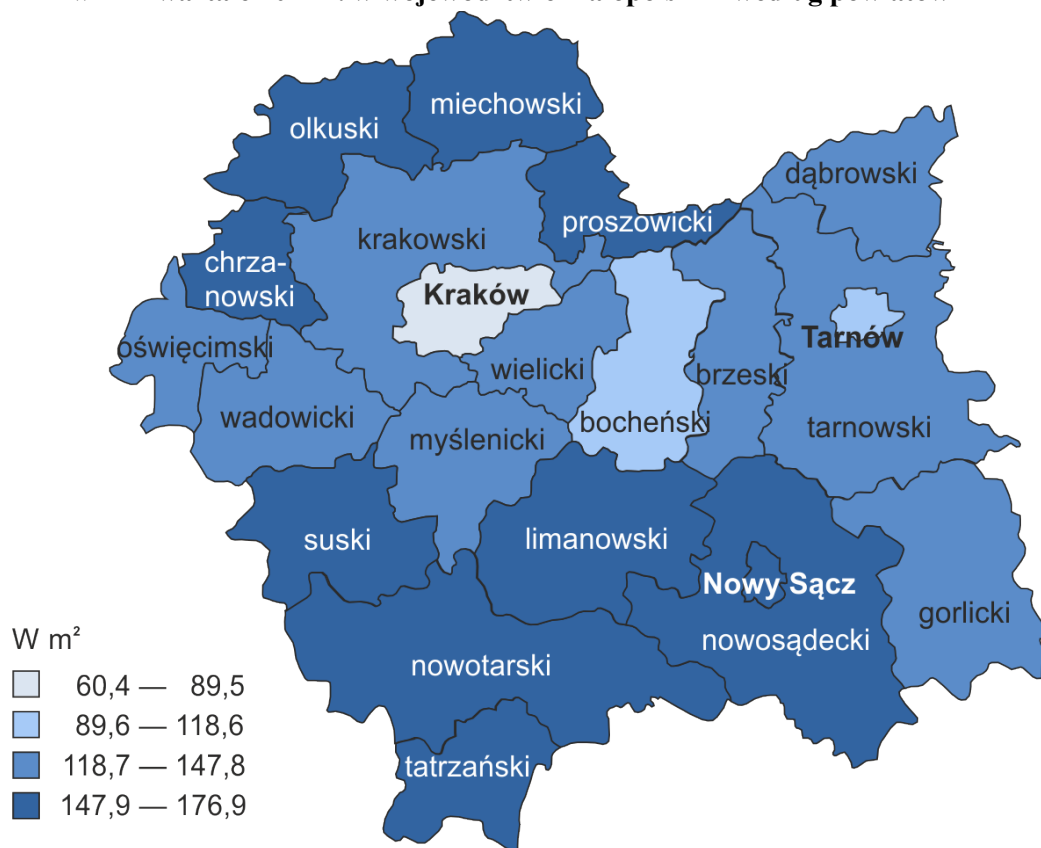 według powiatów
miechowski
olkuski
dąbrowski
proszowicki
krakowski
chrza-
nowski
Kraków
Tarnów
oświęcimski
wielicki
brzeski
wadowicki
bocheński
tarnowski
myślenicki
suski
limanowski
Nowy Sącz
gorlicki
nowosądecki
nowotarski
tatrzański
W m²
60,4 — 89,5
89,6 — 118,6
118,7 — 147,8
147,9 — 176,9